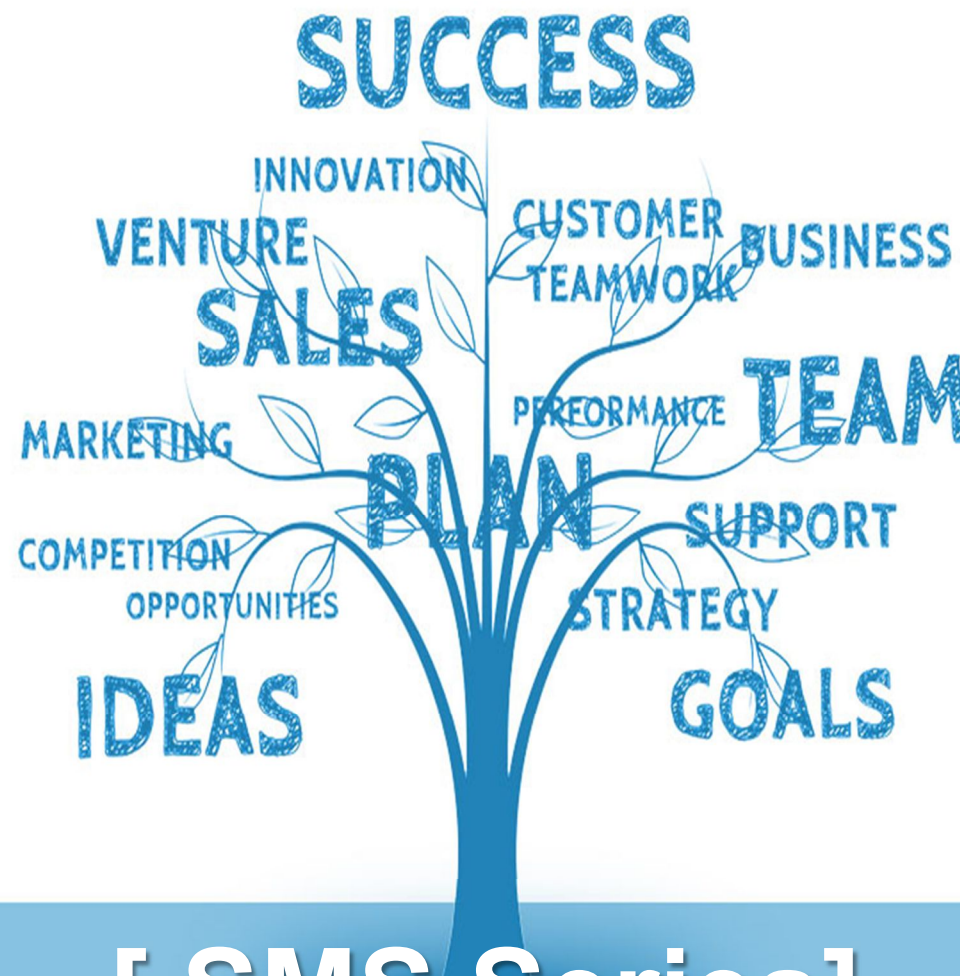 SUCCESS
INNOVATION
CUSTOMER
VENTURE
BUSINESS
TEAMWORK
SALES
TEAM
PERFORMANCE
MARKETING
PLAN
SUPPORT
COMPETITION
OPPORTUNITIES
STRATEGY
IDEAS
GOALS
[ SMS Series]